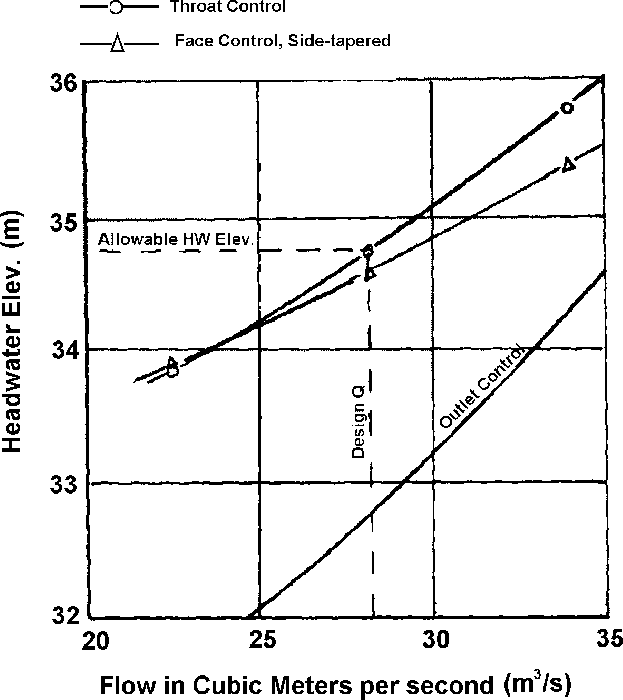 Throat Control
Face Control, Side-tapered
36
35
34
33
32
Headwater Elev. (m)
Allowable HW Elev.
Design Q
Outlet Control
20 25 30 35
Flow in Cubic Meters per second (m³/s)